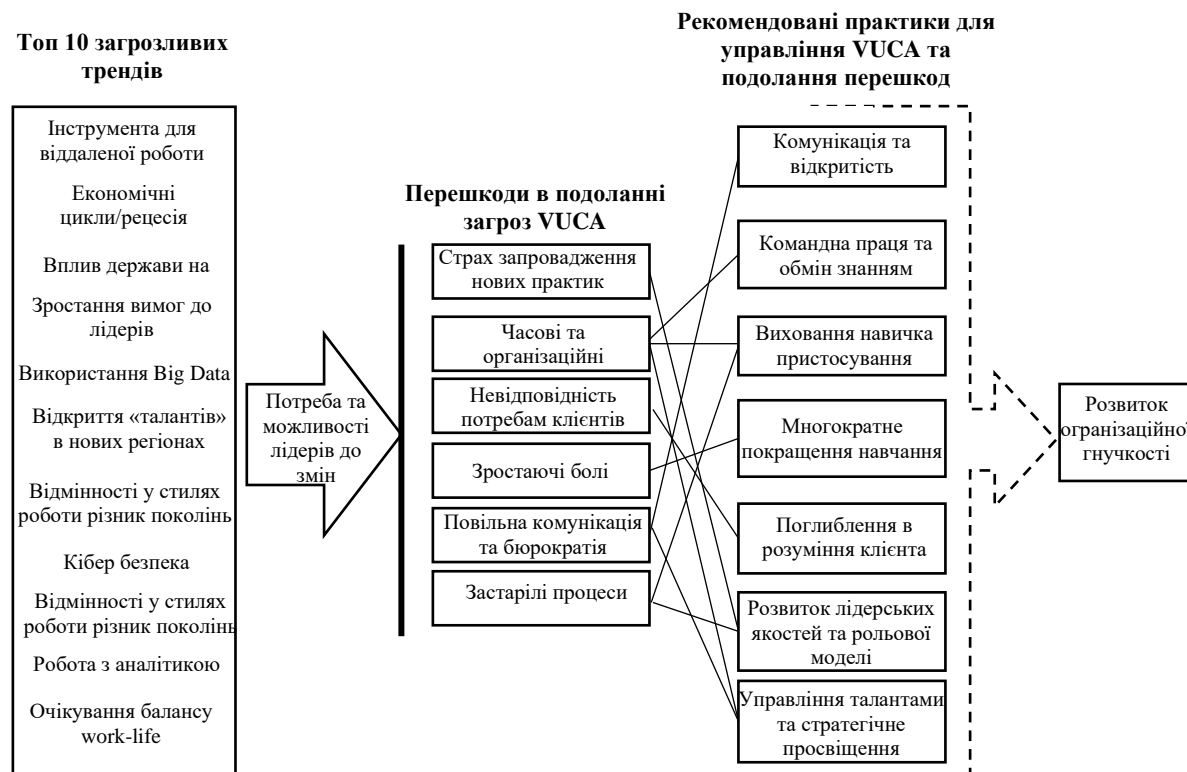 Топ 10 загрозливих
трендів
Інструмента для
віддаленої роботи
Економічні
цикли/рецесія
Вплив держави на
Зростання вимог до
лідерів
Використання Big Data
Відкриття «талантів»
в нових регіонах
Відмінності у стилях
роботи різник поколінь
Кібер безпека
Відмінності у стилях
роботи різник поколінь
Робота з аналітикою
Очікування балансу
work-life
Потреба та
можливості
лідерів до
змін
Перешкоди в подоланні
загроз VUCA
Страх запровадження
нових практик
Часові та
організаційні
Невідповідність
потребам клієнтів
Зростаючі болі
Повільна комунікація
та бюрократія
Застарілі процеси
Рекомендовані практики для
управління VUCA та
подолання перешкод
Комунікація та
відкритість
Командна праця та
обмін знанням
Виховання навичка
пристосування
Многократне
покращення навчання
Поглиблення в
розуміння клієнта
Розвиток лідерських
якостей та рольової
моделі
Управління талантами
та стратегічне
просвіщення
Розвиток
огранізаційної
гнучкості